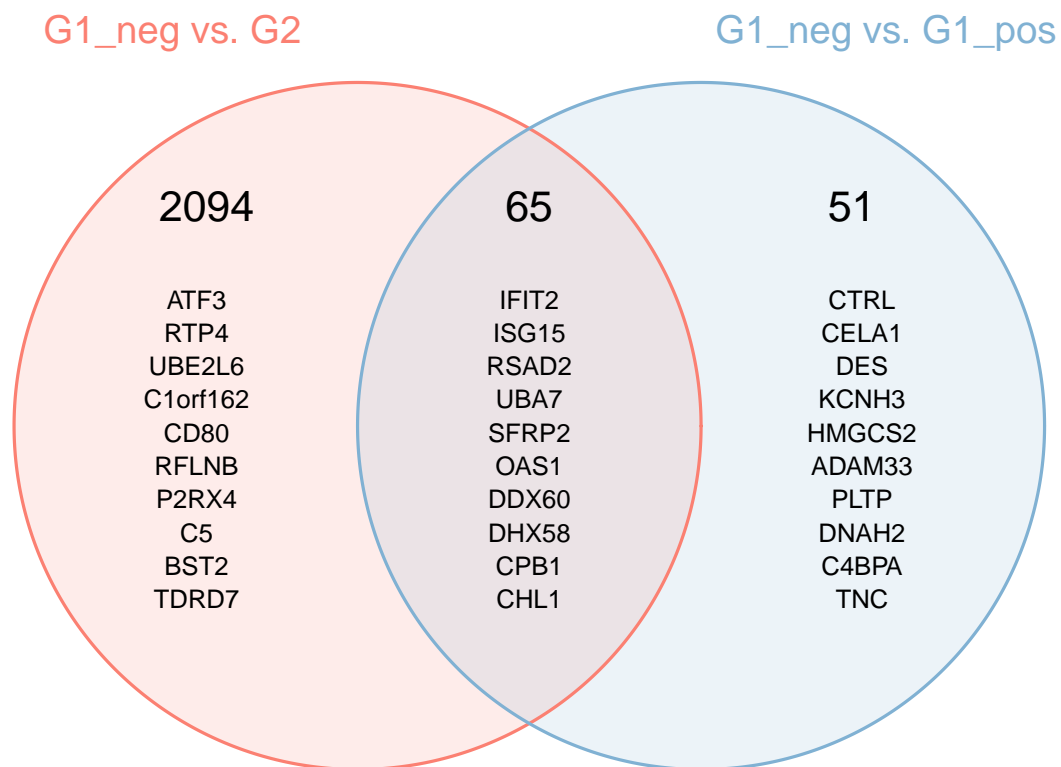 G1_neg vs. G2
G1_neg vs. G1_pos
2094
65
51
ATF3
RTP4
UBE2L6
C1orf162
CD80
RFLNB
P2RX4
C5
BST2
TDRD7
IFIT2
ISG15
RSAD2
UBA7
SFRP2
OAS1
DDX60
DHX58
CPB1
CHL1
CTRL
CELA1
DES
KCNH3
HMGCS2
ADAM33
PLTP
DNAH2
C4BPA
TNC